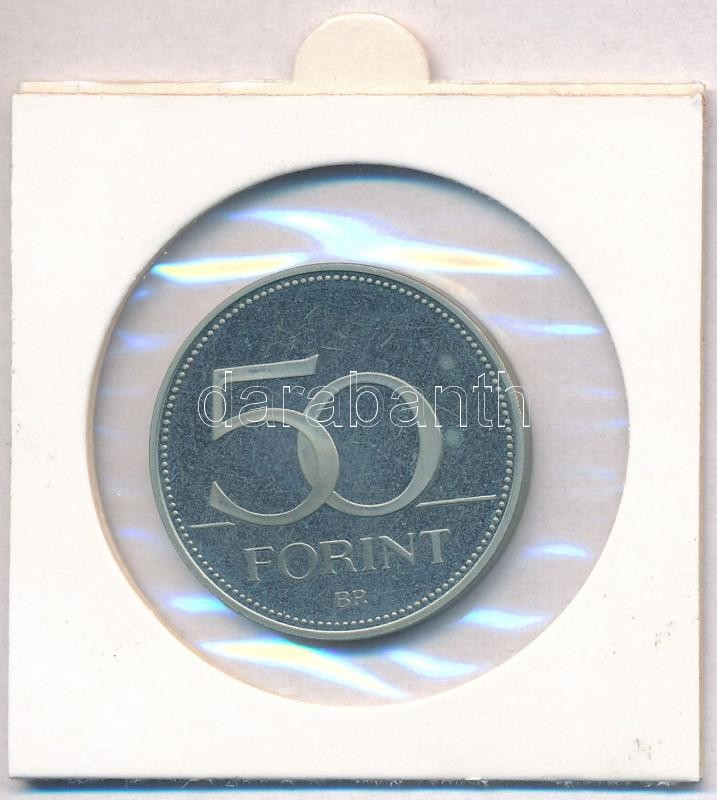 50
darabanth
FORINT
BP.